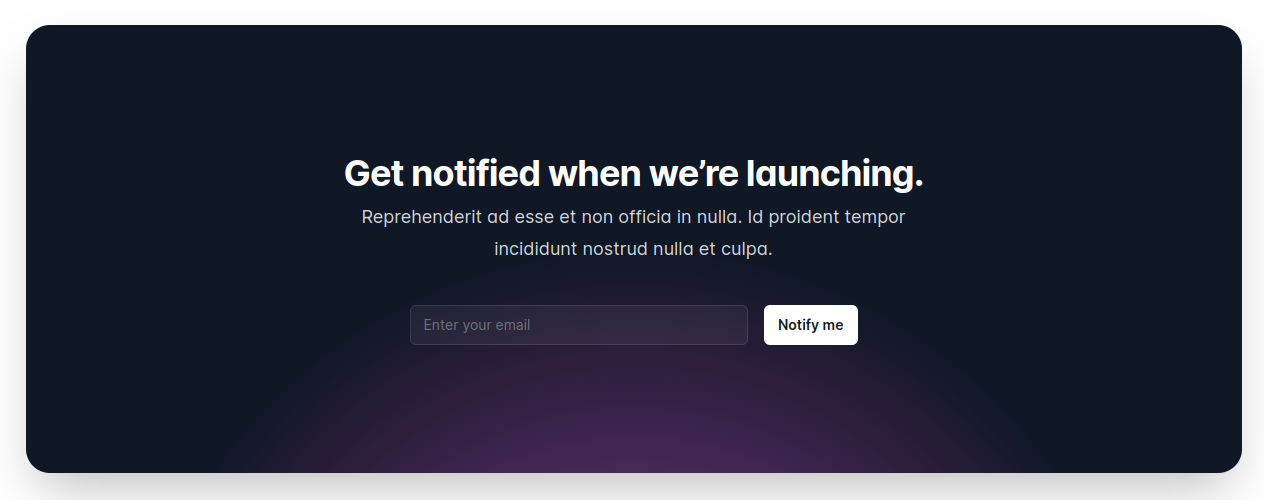 Get notified when we’re launching.
Reprehenderit ad esse et non officia in nulla. Id proident tempor
incididunt nostrud nulla et culpa.
Enter your email
Notify me